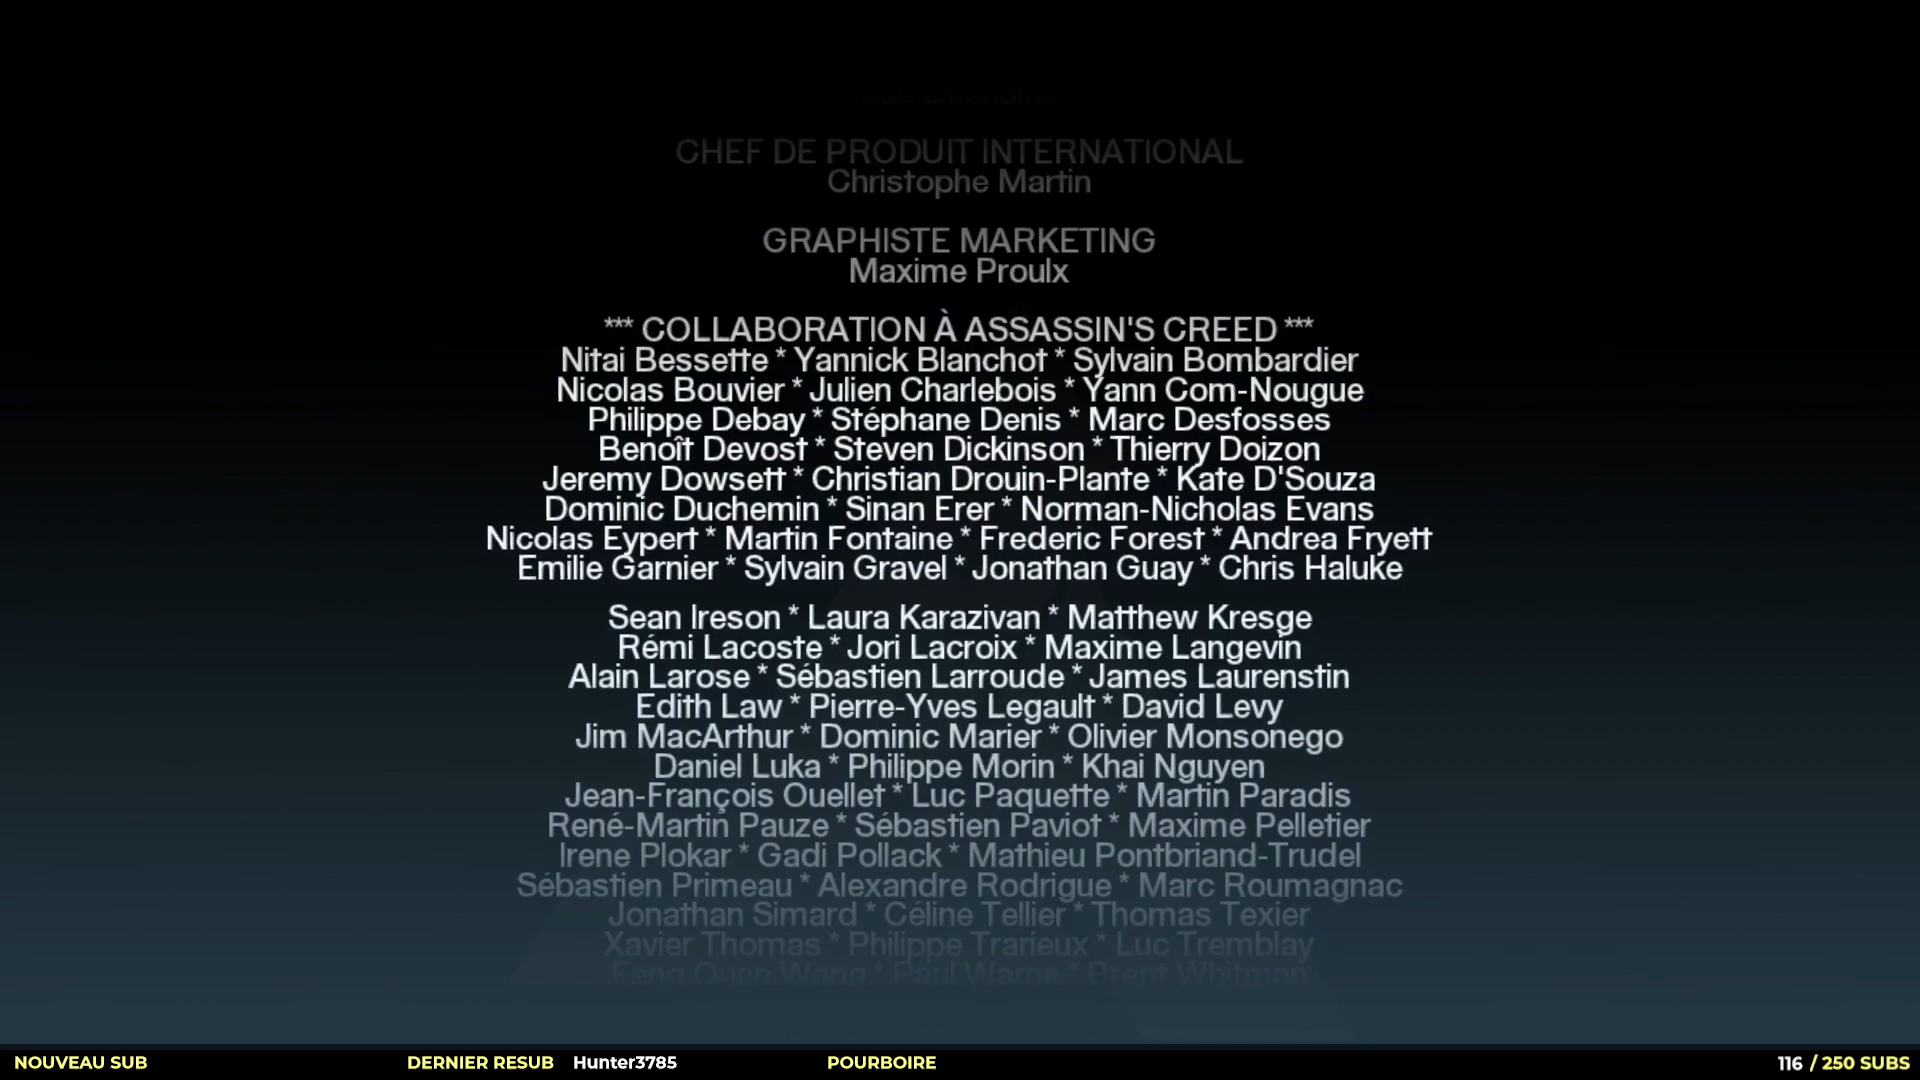 CHEF DE PRODUIT INTERNATIONAL
Christophe Martin
GRAPHISTE MARKETING
Maxime Proulx
*** COLLABORATION À ASSASSIN'S CREED ***
Nitai Bessette * Yannick Blanchot * Sylvain Bombardier
Nicolas Bouvier * Julien Charlebois * Yann Com-Nougue
Philippe Debay * Stéphane Denis * Marc Desfosses
Benoît Devost * Steven Dickinson * Thierry Doizon
Jeremy Dowsett * Christian Drouin-Plante * Kate D'Souza
Dominic Duchemin * Sinan Erer * Norman-Nicholas Evans
Nicolas Eypert * Martin Fontaine * Frederic Forest * Andrea Fryett
Emilie Garnier * Sylvain Gravel * Jonathan Guay * Chris Haluke
Sean Ireson * Laura Karazivan * Matthew Kresge
Rémi Lacoste * Jori Lacroix * Maxime Langevin
Alain Larose * Sébastien Larroude * James Laurenstin
Edith Law * Pierre-Yves Legault * David Levy
Jim MacArthur * Dominic Marier * Olivier Monsonego
Daniel Luka * Philippe Morin * Khai Nguyen
Jean-François Ouellet * Luc Paquette * Martin Paradis
René-Martin Pauze * Sébastien Paviot * Maxime Pelletier
Irene Plokar * Gadi Pollack * Mathieu Pontbriand-Trudel
Sébastien Primeau * Alexandre Rodrigue * Marc Roumagnac
Jonathan Simard * Céline Tellier * Thomas Texier
Xavier Thomas * Philippe Trarieux * Luc Tremblay
Feng Quan Wang * Paul Warne * Brent Whitman
NOUVEAU SUB DERNIER RESUB Hunter3785 POURBOIRE 116 / 250 SUBS